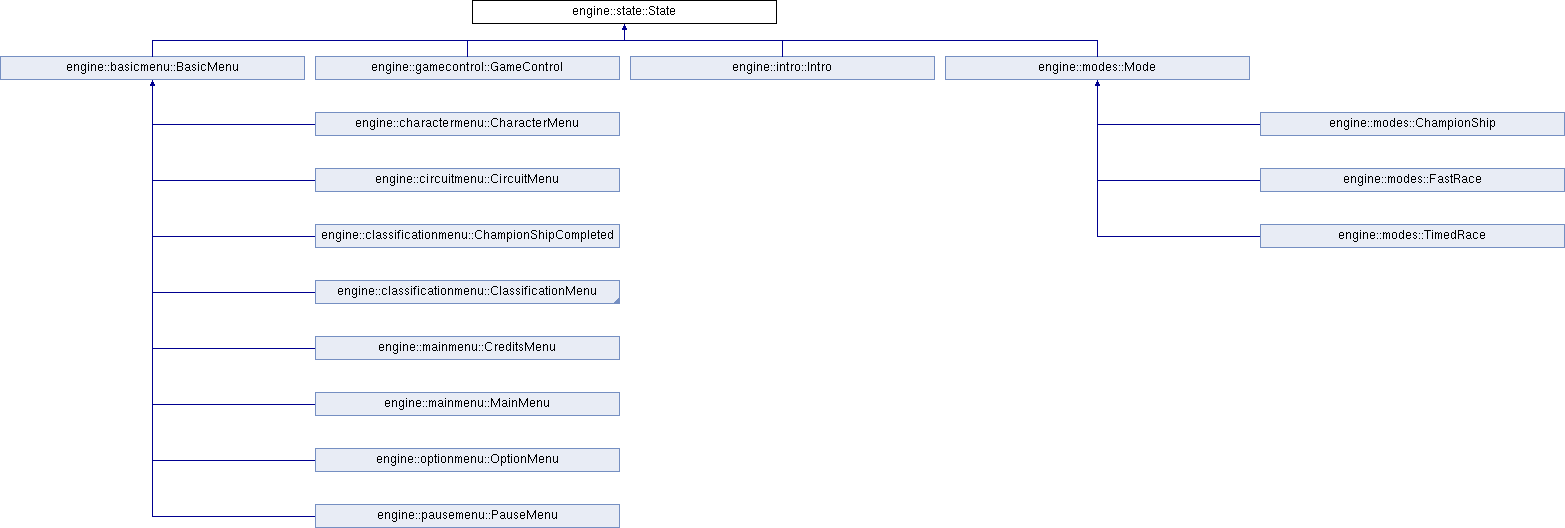 engine::state::State
engine::basicmenu::BasicMenu
engine::gamecontrol::GameControl
engine::intro::Intro
engine::modes::Mode
engine::charactermenu::CharacterMenu
engine::modes::ChampionShip
engine::circuitmenu::CircuitMenu
engine::modes::FastRace
engine::classificationmenu::ChampionShipCompleted
engine::modes::TimedRace
engine::classificationmenu::ClassificationMenu
engine::mainmenu::CreditsMenu
engine::mainmenu::MainMenu
engine::optionmenu::OptionMenu
engine::pausemenu::PauseMenu